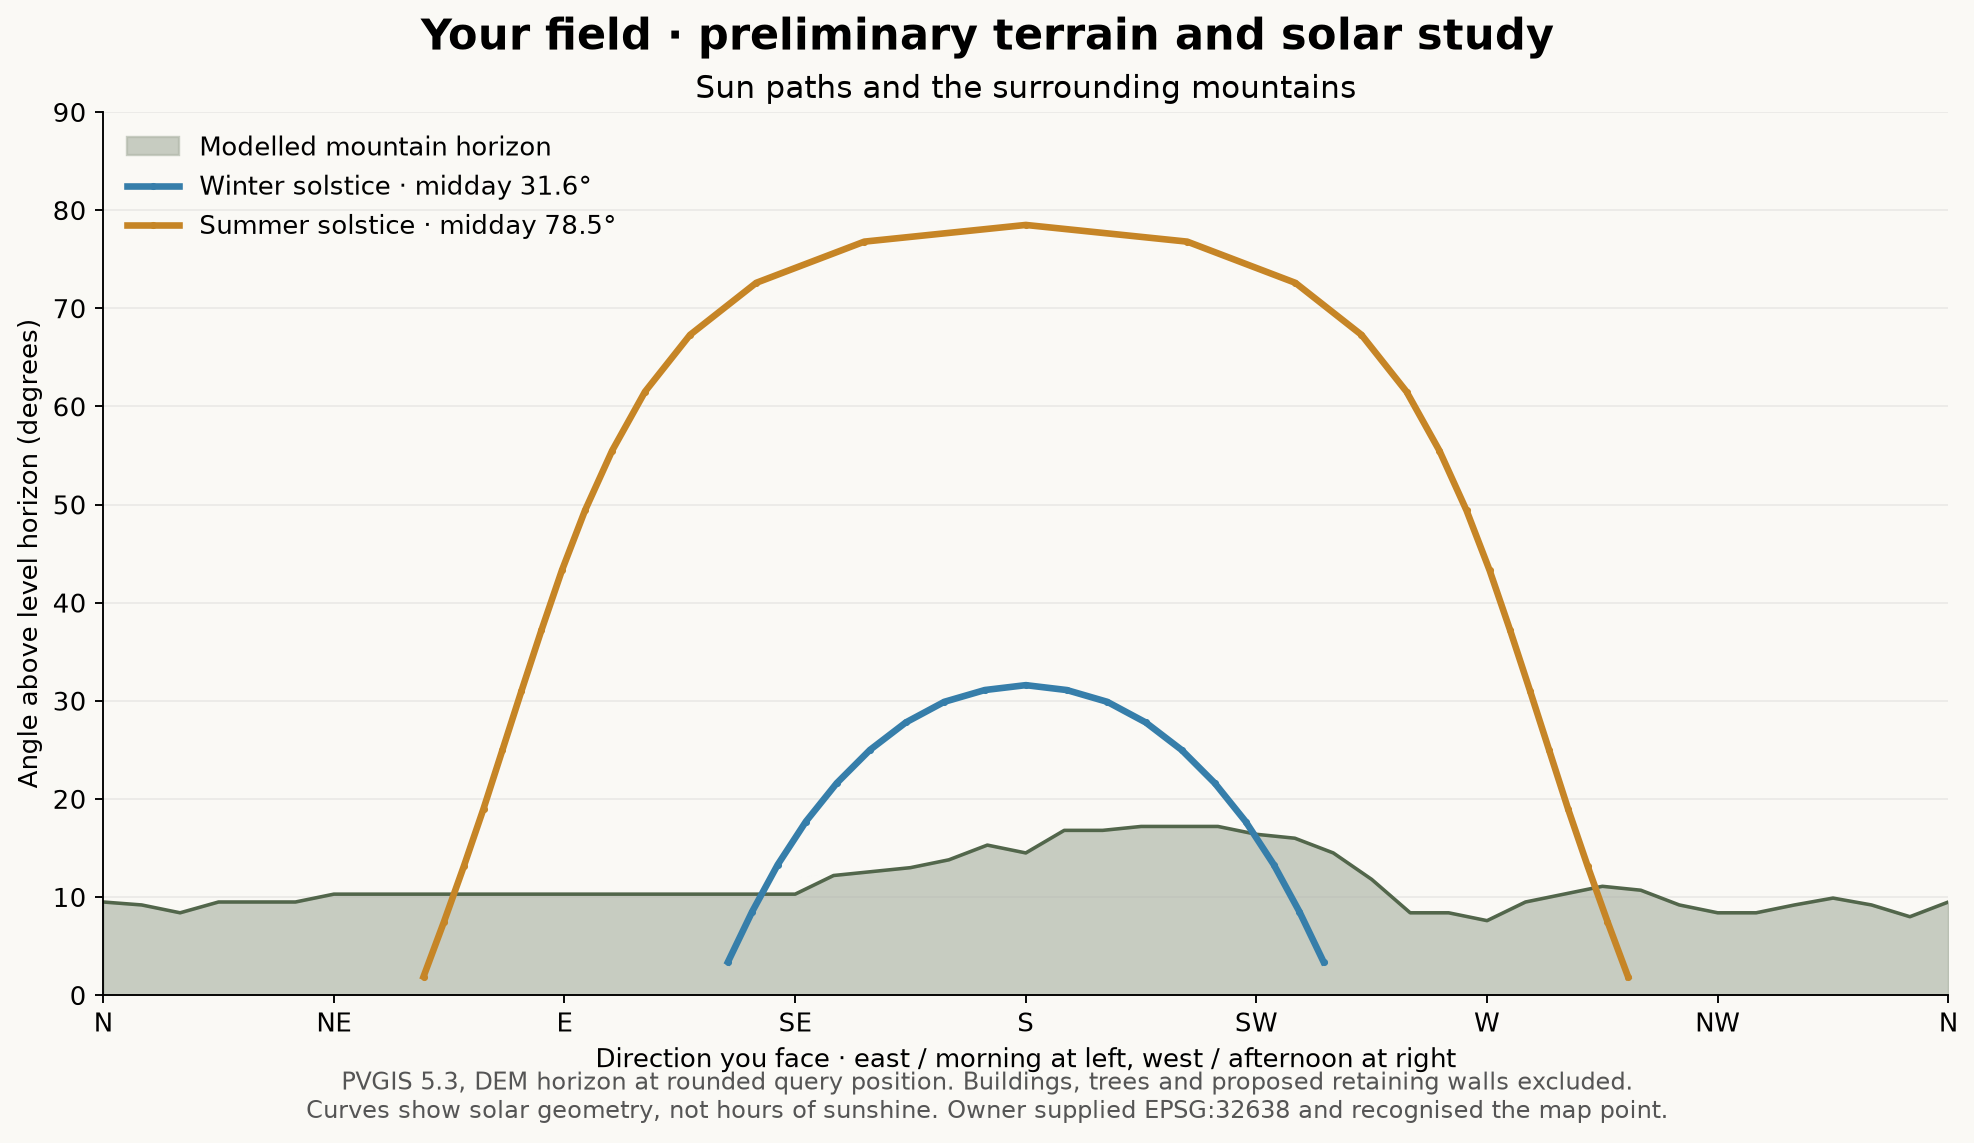 Your field · preliminary terrain and solar study
Sun paths and the surrounding mountains
Modelled mountain horizon
Winter solstice · midday 31.6°
Summer solstice · midday 78.5°
Angle above level horizon (degrees)
90
80
70
60
50
40
30
20
10
0
N NE E SE S SW W NW N
Direction you face · east / morning at left, west / afternoon at right
PVGIS 5.3, DEM horizon at rounded query position. Buildings, trees and proposed retaining walls excluded.
Curves show solar geometry, not hours of sunshine. Owner supplied EPSG:32638 and recognised the map point.